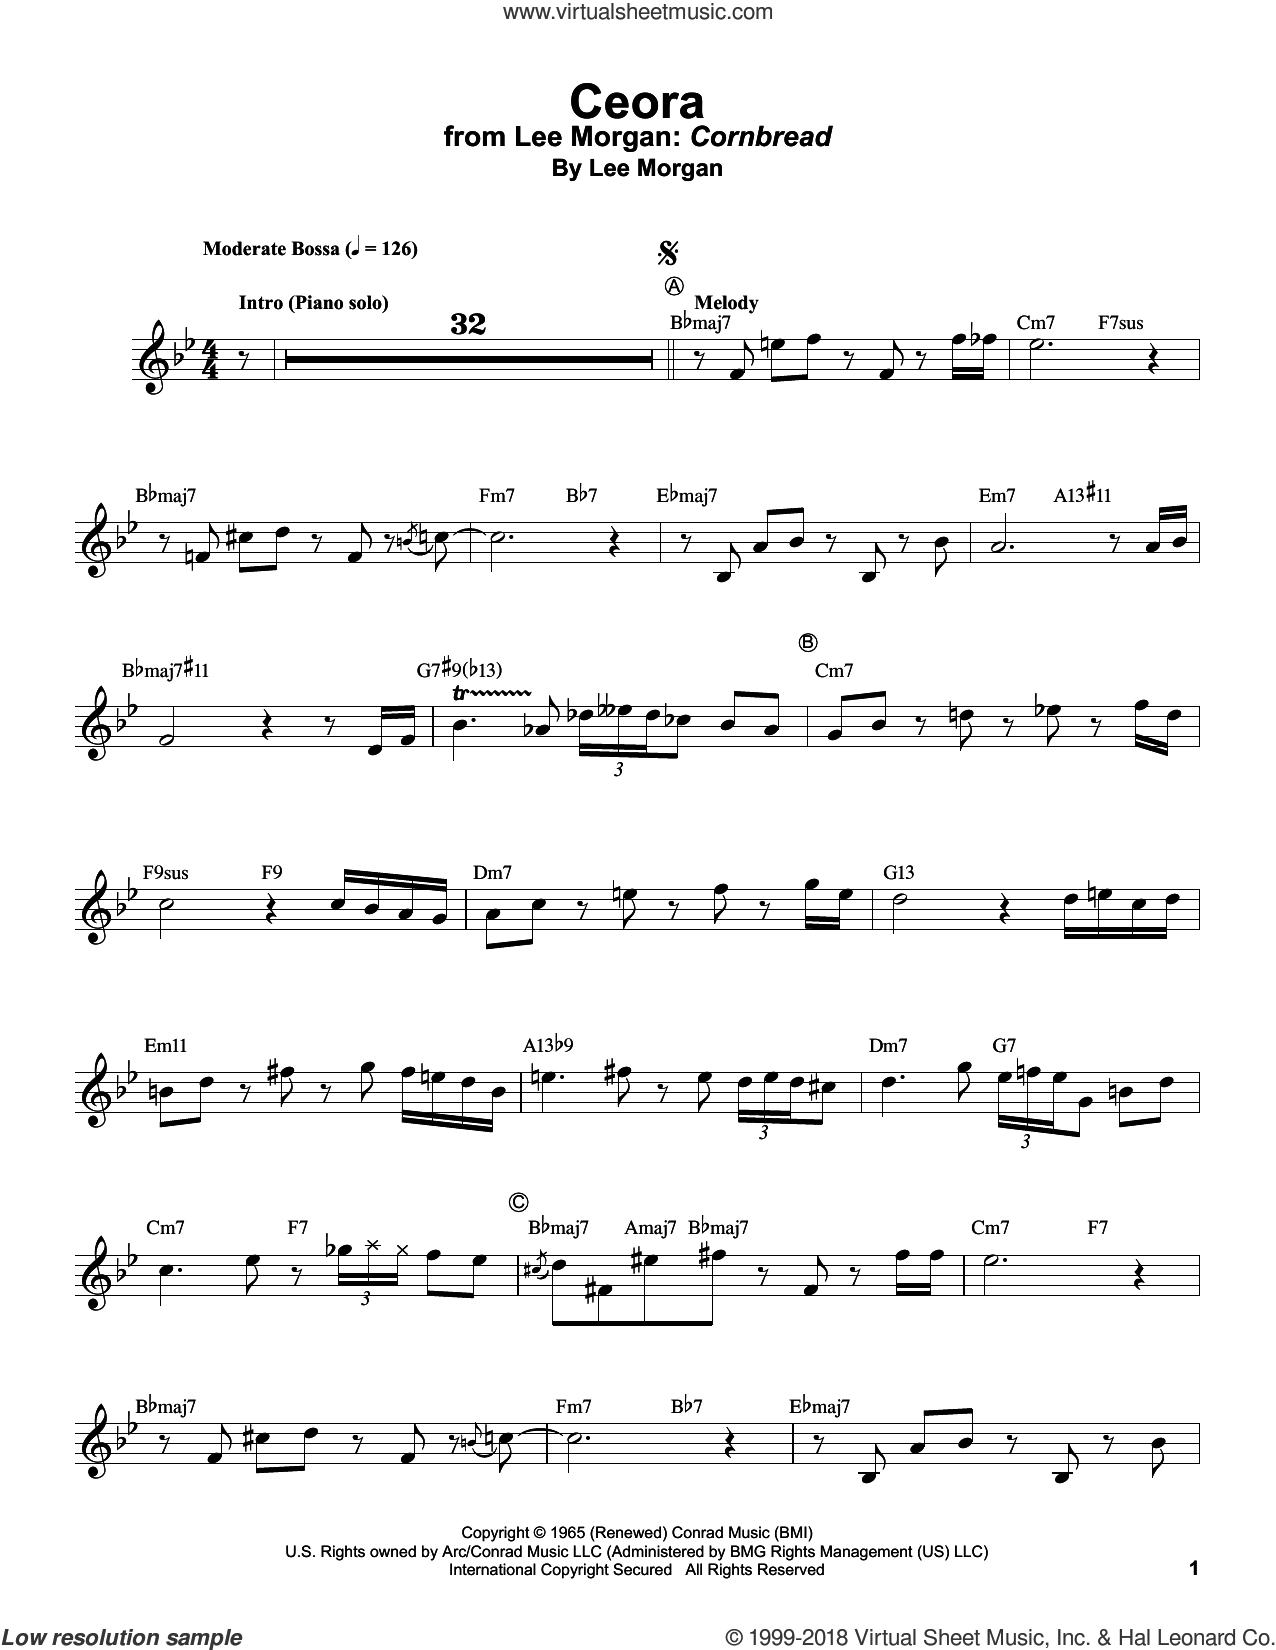 www.virtualsheetmusic.com
Ceora
from Lee Morgan: Cornbread
By Lee Morgan
Moderate Bossa (♩ = 126)
Intro (Piano solo)
32
A
Melody
B♭maj7 Cm7 F7sus
4
4
B♭maj7 Fm7 B♭7 E♭maj7 Em7 A13♯11
B
B♭maj7♯11 G7♯9(♭13) Cm7
tr
3
F9sus F9 Dm7 G13
Em11 A13♭9 Dm7 G7
3 3
C
Cm7 F7 B♭maj7 Amaj7 B♭maj7 Cm7 F7
3
B♭maj7 Fm7 B♭7 E♭maj7
Copyright © 1965 (Renewed) Conrad Music (BMI)
U.S. Rights owned by Arc/Conrad Music LLC (Administered by BMG Rights Management (US) LLC)
International Copyright Secured All Rights Reserved
1
Low resolution sample
© 1999-2018 Virtual Sheet Music, Inc. & Hal Leonard Co.